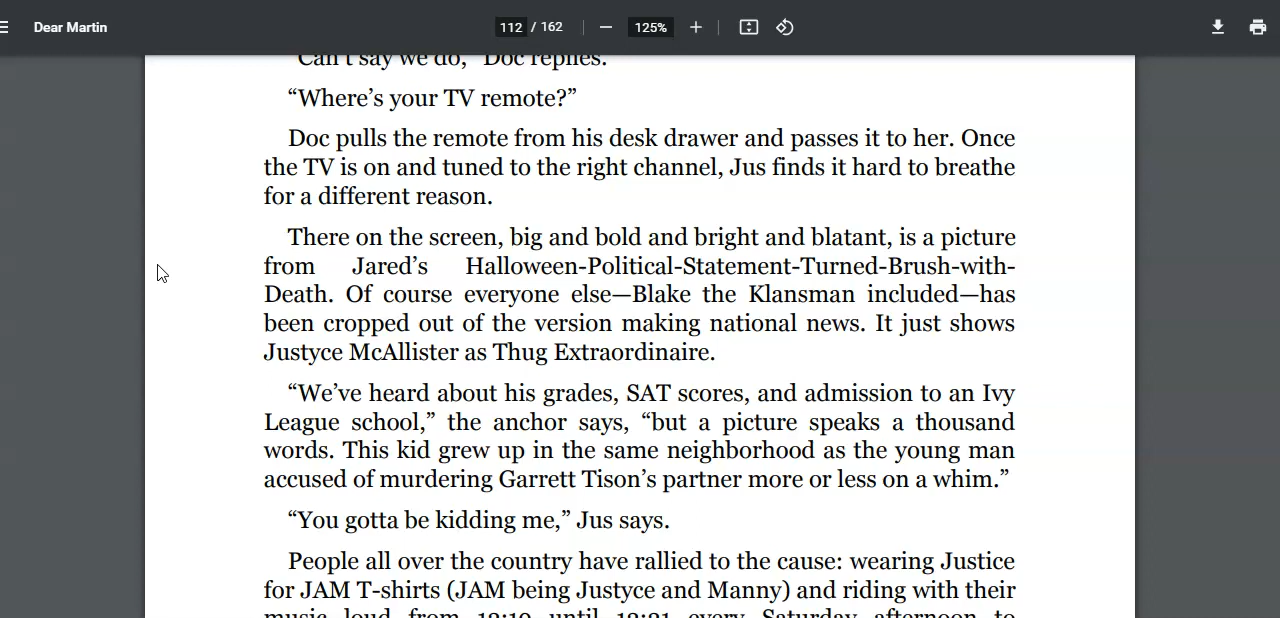 Dear Martin
112 / 162
125%
"Can't say we do," Doc replies.
“Where’s your TV remote?”
Doc pulls the remote from his desk drawer and passes it to her. Once
the TV is on and tuned to the right channel, Jus finds it hard to breathe
for a different reason.
There on the screen, big and bold and bright and blatant, is a picture
from Jared’s Halloween-Political-Statement-Turned-Brush-with-
Death. Of course everyone else—Blake the Klansman included—has
been cropped out of the version making national news. It just shows
Justyce McAllister as Thug Extraordinaire.
“We’ve heard about his grades, SAT scores, and admission to an Ivy
League school,” the anchor says, “but a picture speaks a thousand
words. This kid grew up in the same neighborhood as the young man
accused of murdering Garrett Tison’s partner more or less on a whim.”
“You gotta be kidding me,” Jus says.
People all over the country have rallied to the cause: wearing Justice
for JAM T-shirts (JAM being Justyce and Manny) and riding with their
music loud from until every Saturday afternoon to